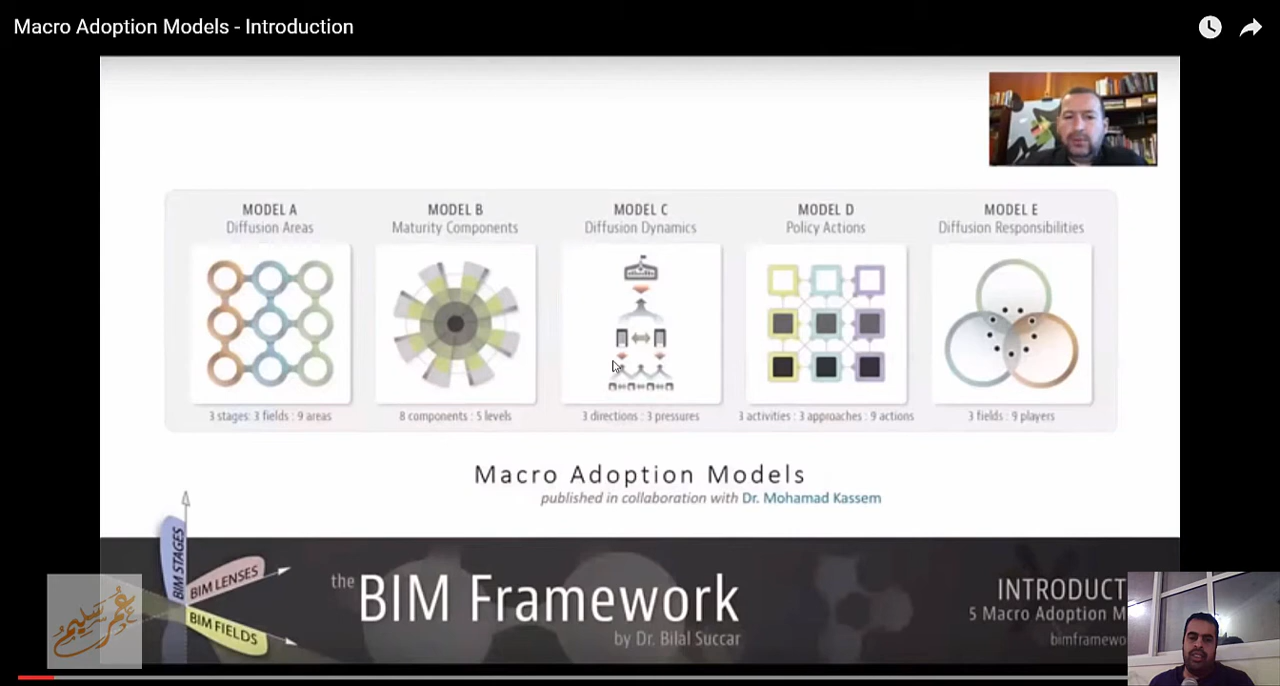 Macro Adoption Models - Introduction
MODEL A
Diffusion Areas
3 stages: 3 fields : 9 areas
MODEL B
Maturity Components
8 components : 5 levels
MODEL C
Diffusion Dynamics
3 directions : 3 pressures
MODEL D
Policy Actions
3 activities : 3 approaches : 9 actions
MODEL E
Diffusion Responsibilities
3 fields : 9 players
Macro Adoption Models
published in collaboration with Dr. Mohamad Kassem
BIM STAGES
BIM LENSES
BIM FIELDS
the BIM Framework
by Dr. Bilal Succar
INTRODUCT
5 Macro Adoption M
bimframewo
عُمر سَليمُ